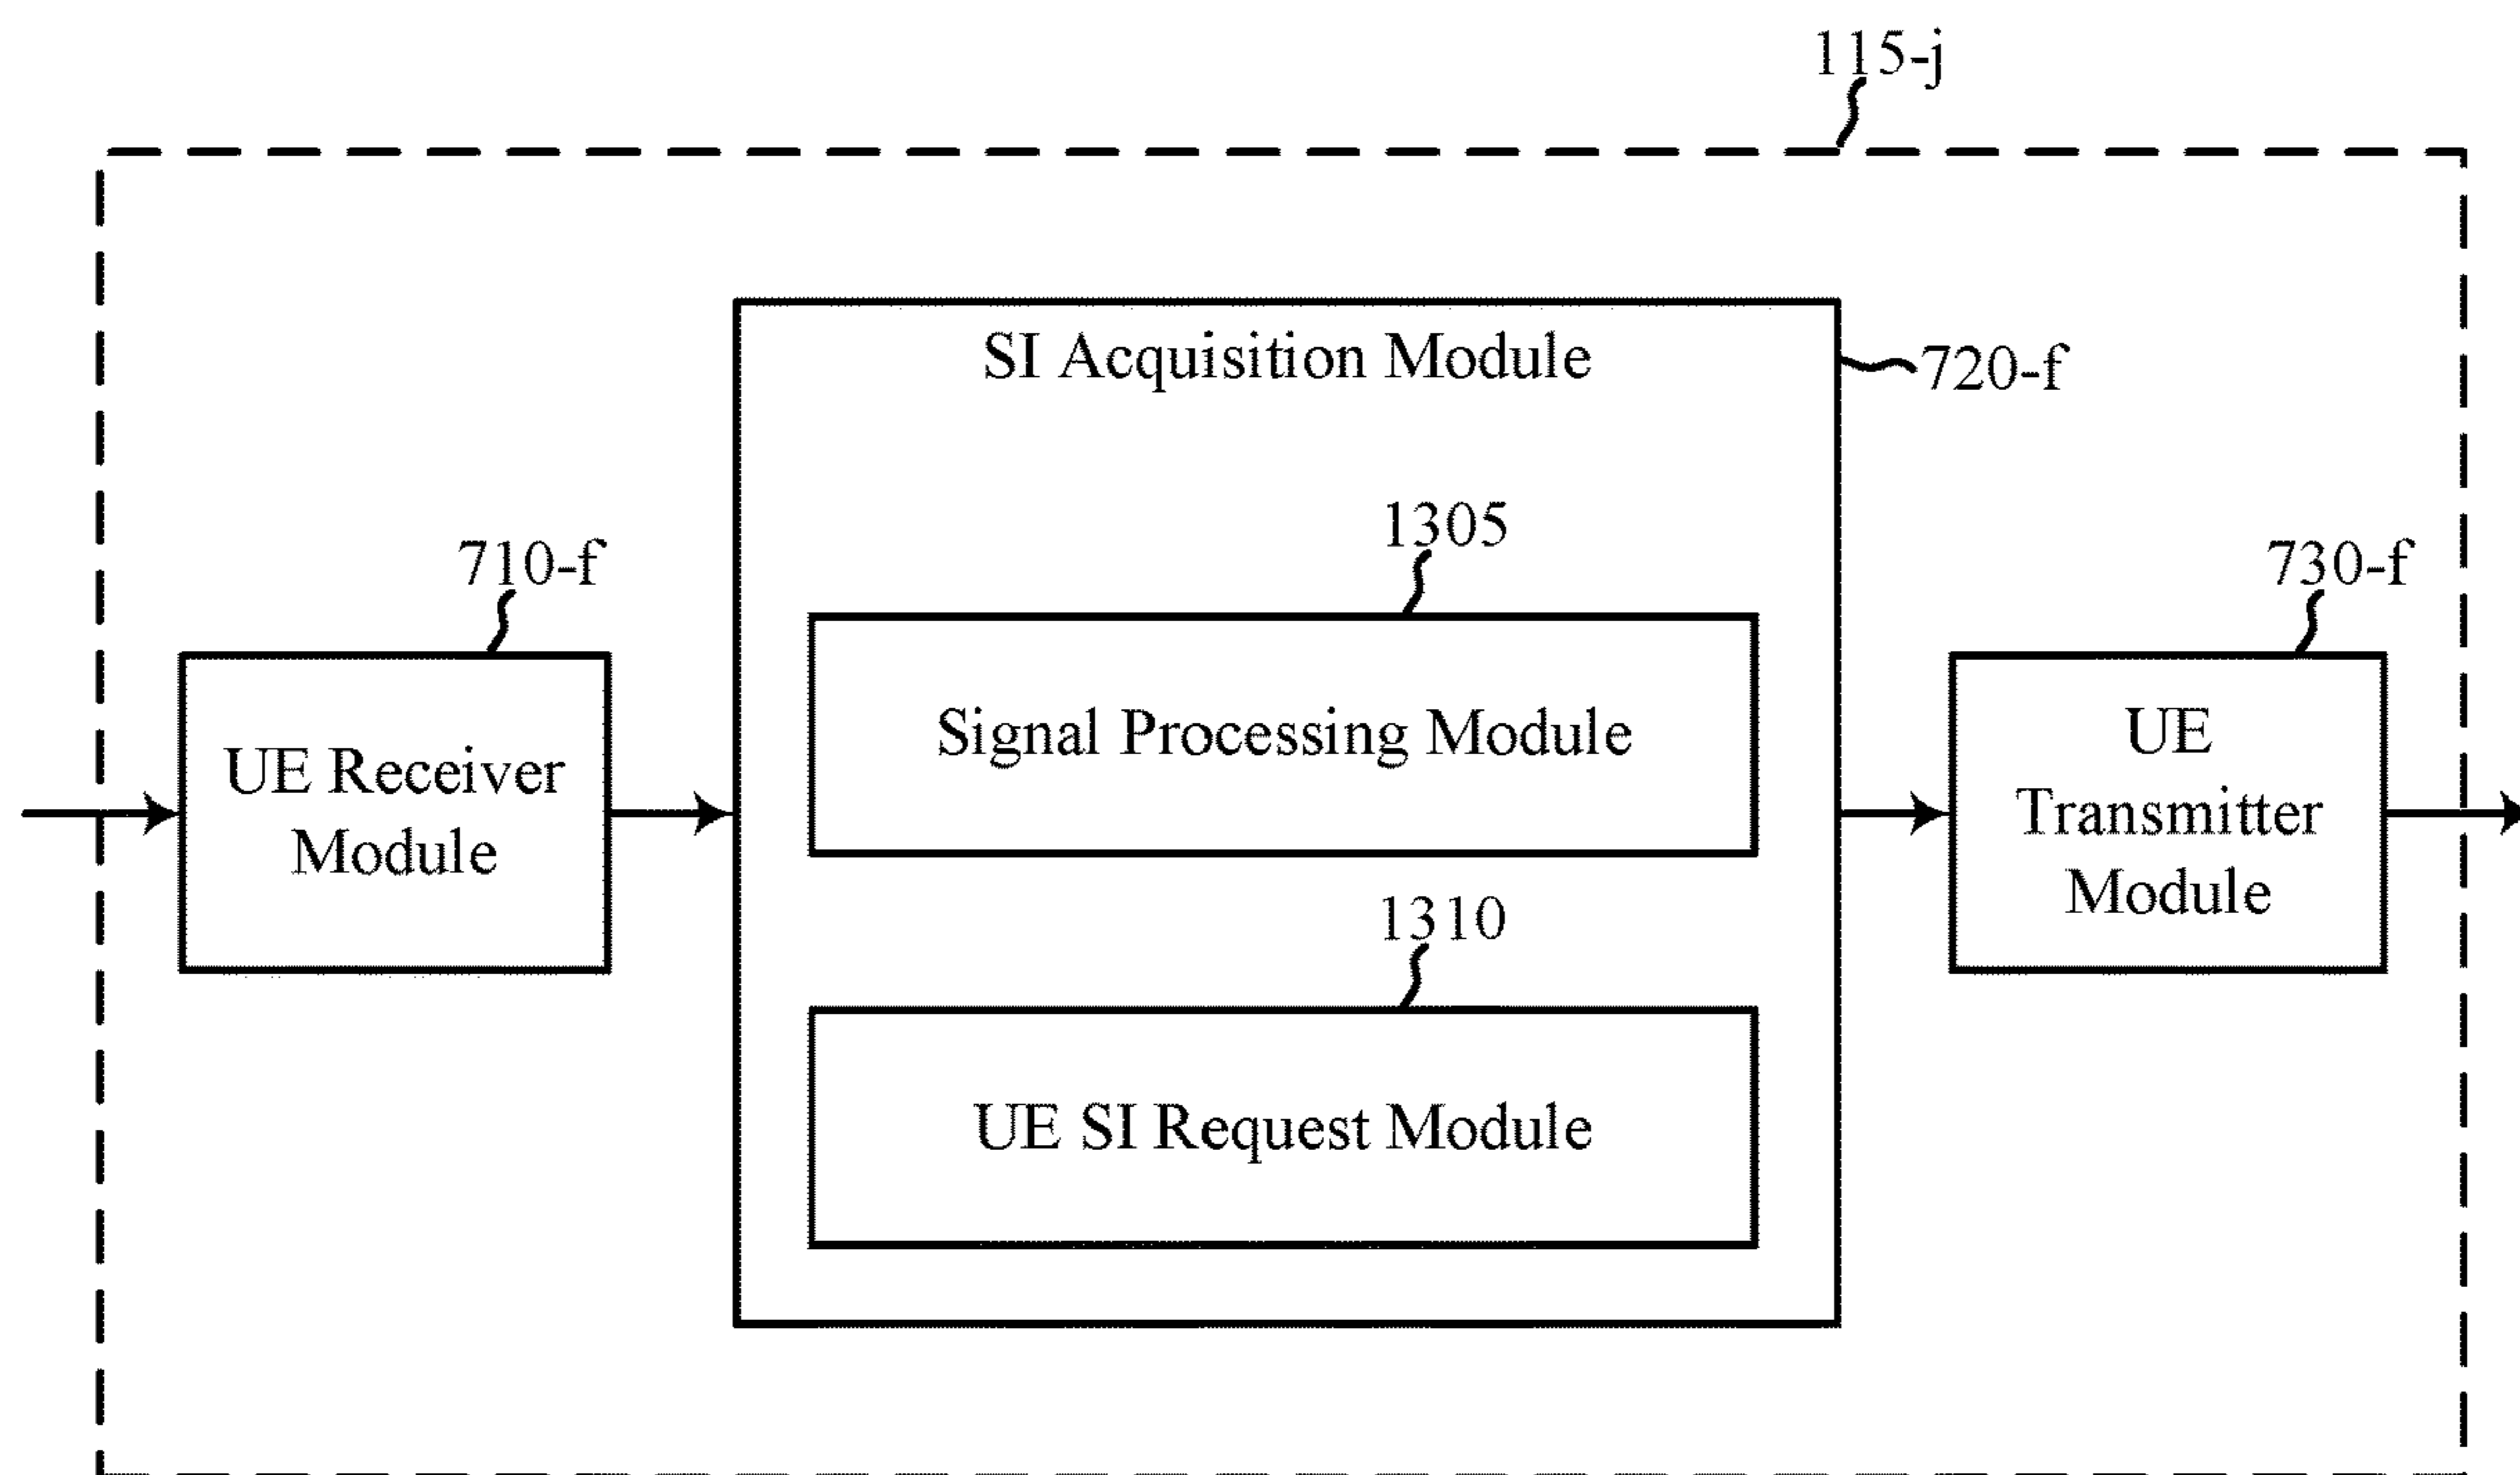 115-j
SI Acquisition Module
720-f
1305
710-f
730-f
Signal Processing Module
UE Receiver
Module
UE
Transmitter
Module
1310
UE SI Request Module